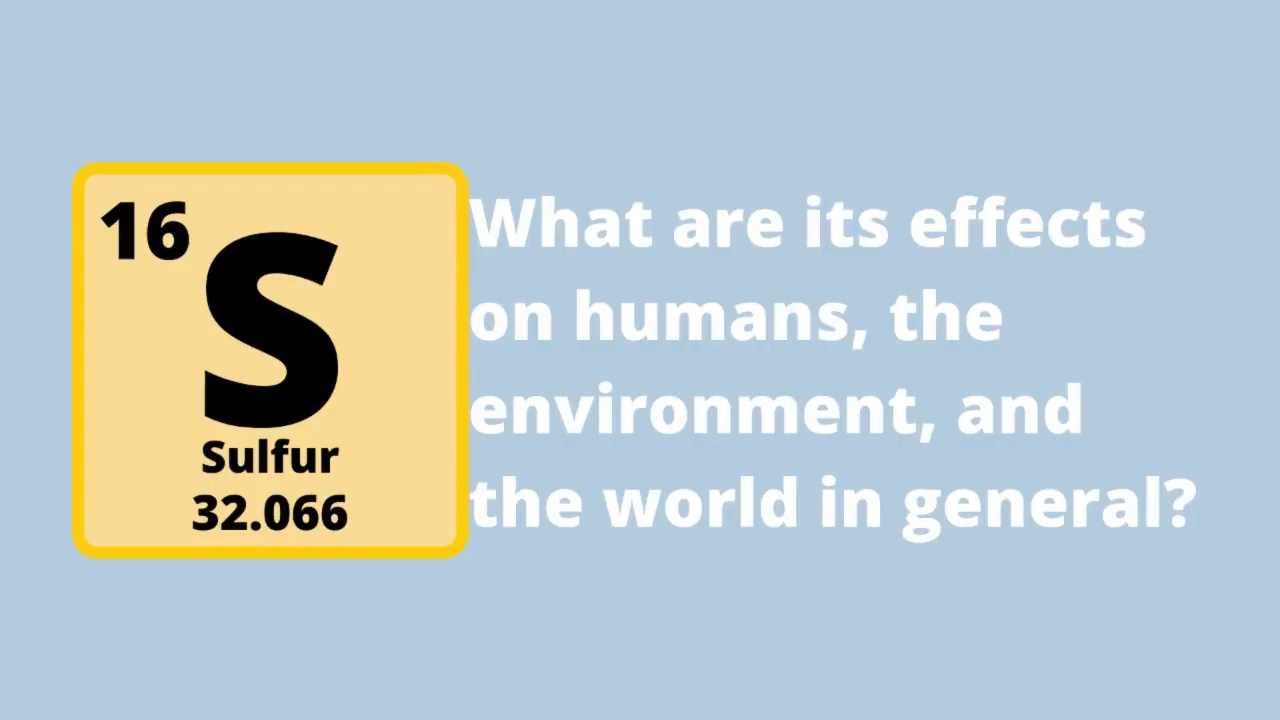 16
S
Sulfur
32.066
What are its effects
on humans, the
environment, and
the world in general?